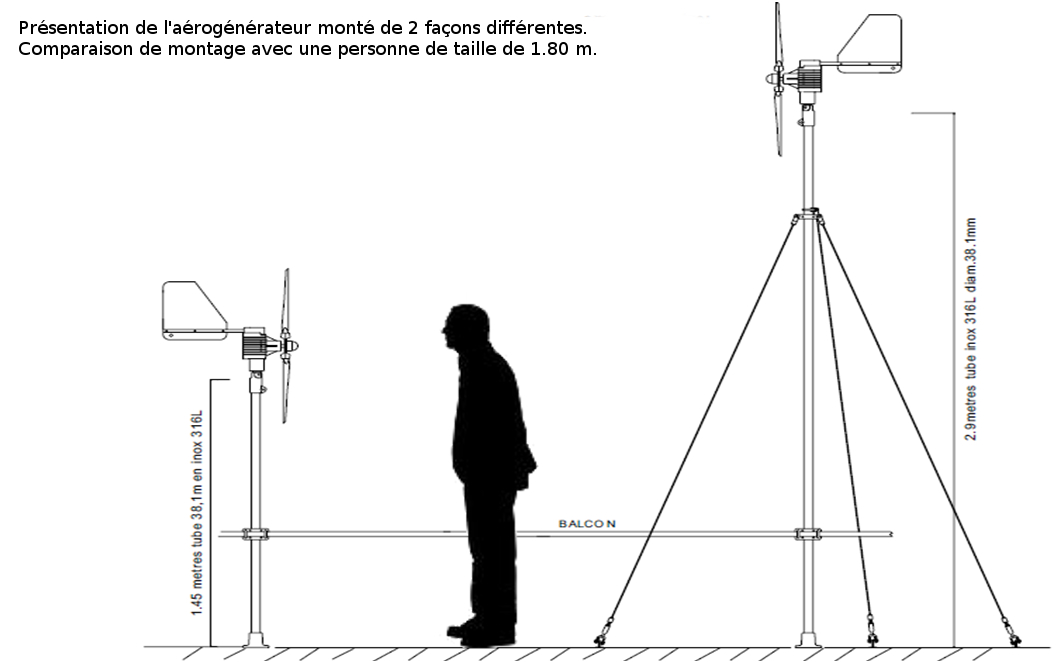 Présentation de l'aérogénérateur monté de 2 façons différentes.
Comparaison de montage avec une personne de taille de 1.80 m.
1.45 metres tube 38,1m en inox 316L
BALCON
2.9metres tube inox 316L diam.38.1mm